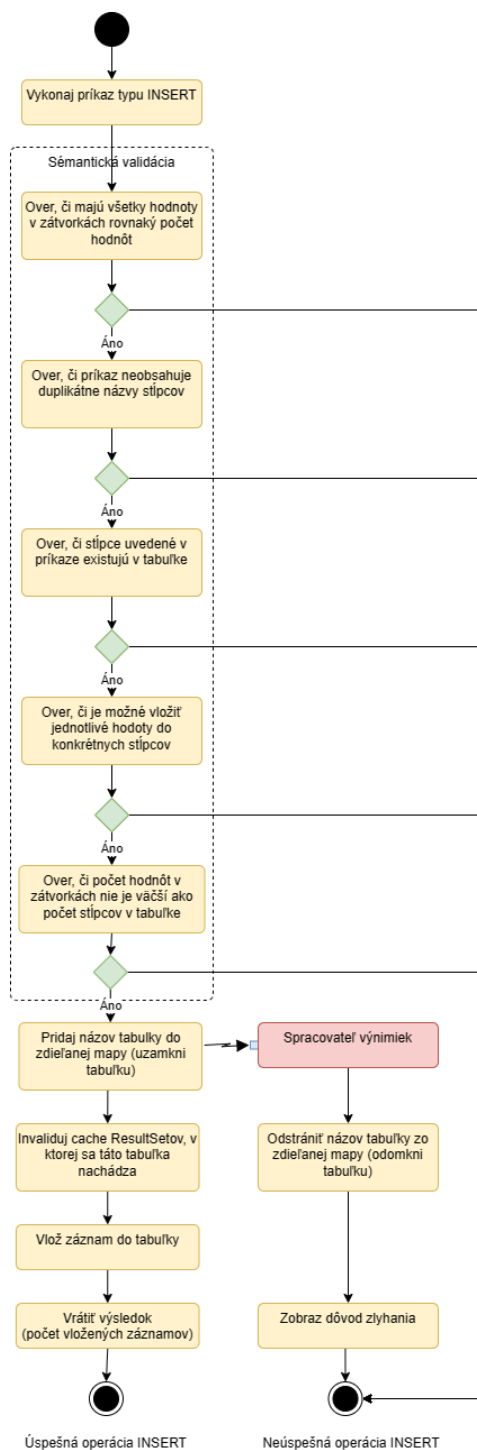 Vykonaj príkaz typu INSERT
Sémantická validácia
Over, či majú všetky hodnoty
v zátvorkách rovnaký počet
hodnôt
Áno
Over, či príkaz neobsahuje
duplikátne názvy stĺpcov
Áno
Over, či stĺpce uvedené v
príkaze existujú v tabuľke
Áno
Over, či je možné vložiť
jednotlivé hodoty do
konkrétnych stĺpcov
Áno
Over, či počet hodnôt v
zátvorkách nie je väčší ako
počet stĺpcov v tabuľke
Áno
Pridaj názov tabulky do
zdieľanej mapy (uzamkni
tabuľku)
Spracovateľ výnimiek
Invaliduj cache ResultSetov, v
ktorej sa táto tabuľka
nachádza
Odstrániť názov tabuľky zo
zdieľanej mapy (odomkni
tabuľku)
Vlož záznam do tabuľky
Vrátiť výsledok
(počet vložených záznamov)
Zobraz dôvod zlyhania
Úspešná operácia INSERT
Neúspešná operácia INSERT